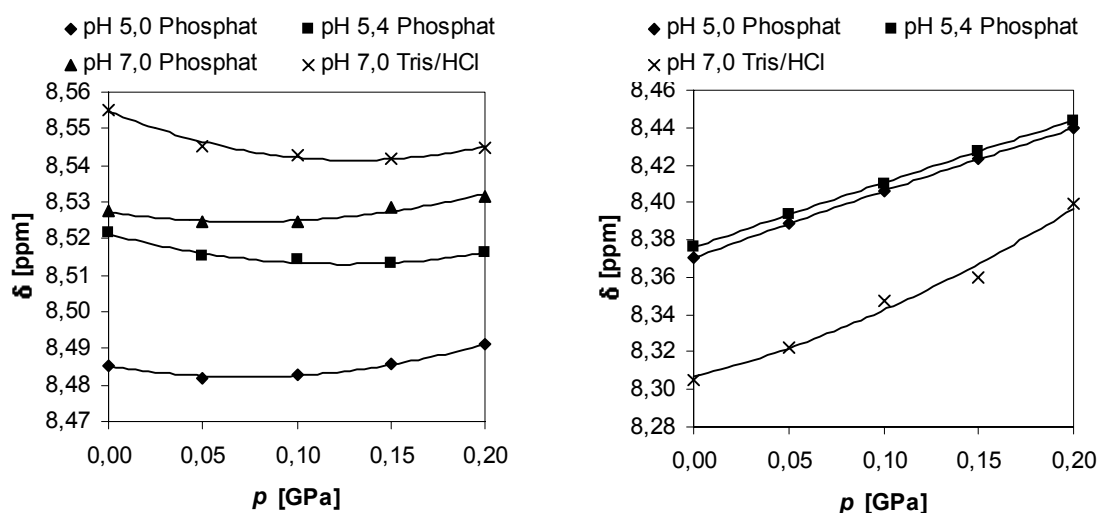 pH 5,0 Phosphat pH 5,4 Phosphat
pH 7,0 Phosphat pH 7,0 Tris/HCl
8,56
8,55
8,54
8,53
8,52
8,51
8,50
8,49
8,48
8,47
δ [ppm]
0,00 0,05 0,10 0,15 0,20
p [GPa]
pH 5,0 Phosphat pH 5,4 Phosphat
pH 7,0 Tris/HCl
8,46
8,44
8,42
8,40
8,38
8,36
8,34
8,32
8,30
8,28
δ [ppm]
0,00 0,05 0,10 0,15 0,20
p [GPa]